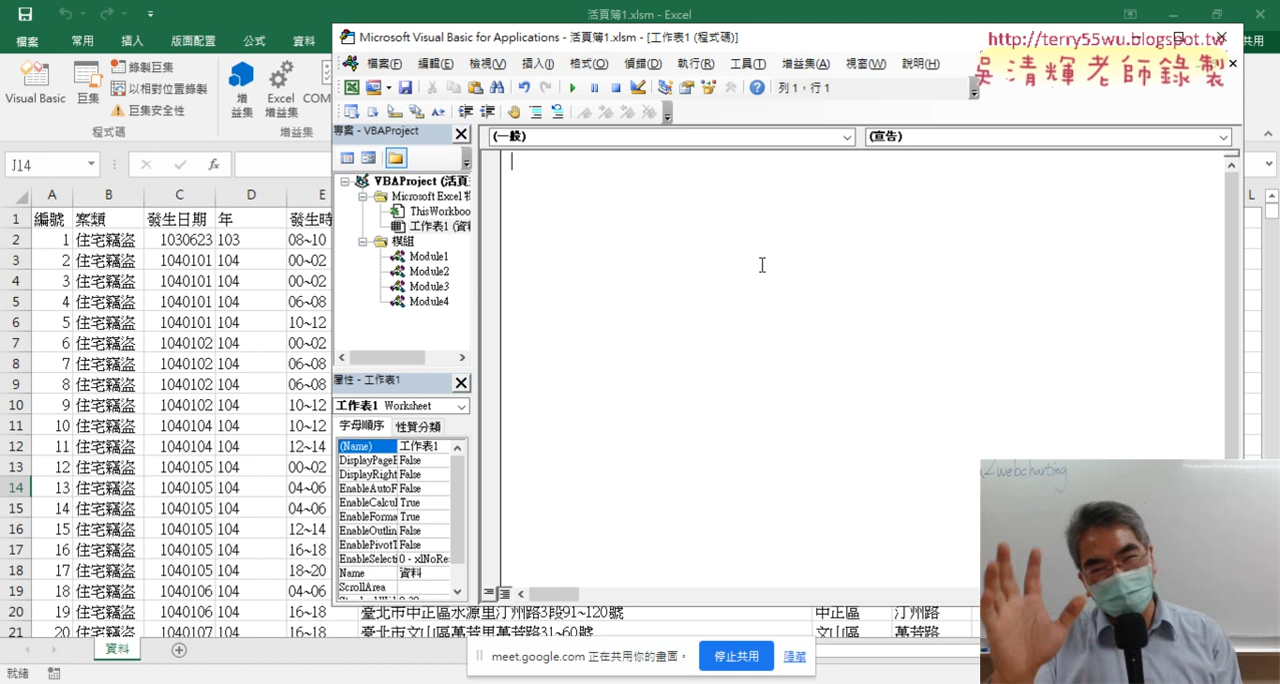 活頁簿1.xlsm - Excel
檔案 常用 插入 版面配置 公式 資料 共用
Visual Basic 巨集 錄製巨集 以相對位置錄製 巨集安全性 增益集 Excel 增益集 COM
程式碼 增益集
J14
A B C D E L
1 編號 案類 發生日期 年 發生時
2 1 住宅竊盜 1030623 103 08~10
3 2 住宅竊盜 1040101 104 00~02
4 3 住宅竊盜 1040101 104 00~02
5 4 住宅竊盜 1040101 104 06~08
6 5 住宅竊盜 1040101 104 10~12
7 6 住宅竊盜 1040102 104 00~02
8 7 住宅竊盜 1040102 104 06~08
9 8 住宅竊盜 1040102 104 06~08
10 9 住宅竊盜 1040102 104 10~12
11 10 住宅竊盜 1040104 104 10~12
12 11 住宅竊盜 1040104 104 12~14
13 12 住宅竊盜 1040105 104 00~02
14 13 住宅竊盜 1040105 104 04~06
15 14 住宅竊盜 1040105 104 04~06
16 15 住宅竊盜 1040105 104 12~14
17 16 住宅竊盜 1040105 104 16~18
18 17 住宅竊盜 1040105 104 18~20
19 18 住宅竊盜 1040106 104 04~06
20 19 住宅竊盜 1040106 104 16~18 臺北市中正區水源里汀州路3段91~120號 中正區 汀州路
21 20 住宅竊盜 1040107 104 16~18 臺北市文山區萬芳里萬芳路31~60號 文山區 萬芳路
資料
就緒
Microsoft Visual Basic for Applications - 活頁簿1.xlsm - [工作表1 (程式碼)]
http://terry55wu.blogspot.tw
吳清輝老師錄製
檔案(F) 編輯(E) 檢視(V) 插入(I) 格式(O) 偵錯(D) 執行(R) 工具(T) 增益集(A) 視窗(W) 說明(H)
列 1，行 1
專案 - VBAProject
(一般) (宣告)
VBAProject (活頁
Microsoft Excel
ThisWorkboo
工作表1 (資
模組
Module1
Module2
Module3
Module4
屬性 - 工作表1
工作表1 Worksheet
字母順序 性質分類
(Name) 工作表1
DisplayPage False
DisplayRight False
EnableAutoF False
EnableCalcul True
EnableForma True
EnableOutlin False
EnablePivotT False
EnableSelecti 0 - xlNoRe
Name 資料
ScrollArea
meet.google.com 正在共用你的畫面。 停止共用 隱藏
webcharting